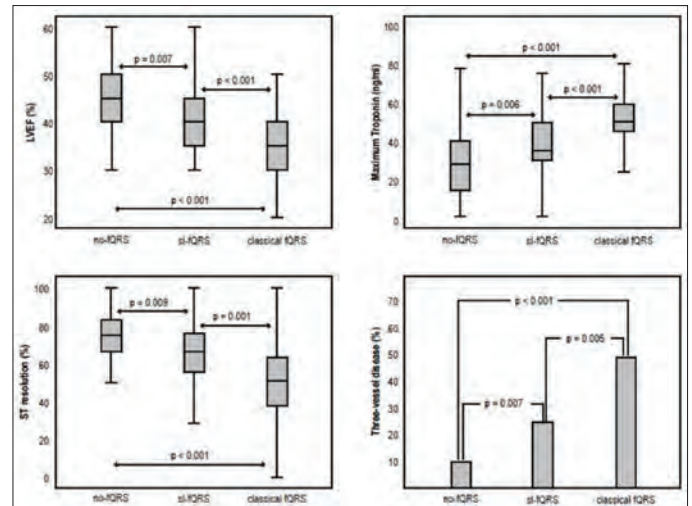 LVEF (%)
60
50
40
30
20
p = 0.007
p < 0.001
p < 0.001
no-fQRS sl-fQRS classical fQRS
Maximum Troponin (ng/ml)
100
80
60
40
20
0
p < 0.001
p < 0.001
p = 0.006
no-fQRS sl-fQRS classical fQRS
ST resolution (%)
100
80
60
40
20
0
p = 0.009
p = 0.001
p < 0.001
no-fQRS sl-fQRS classical fQRS
Three-vessel disease (%)
70
60
50
40
30
20
10
p < 0.001
p = 0.005
p = 0.007
no-fQRS sl-fQRS classical fQRS